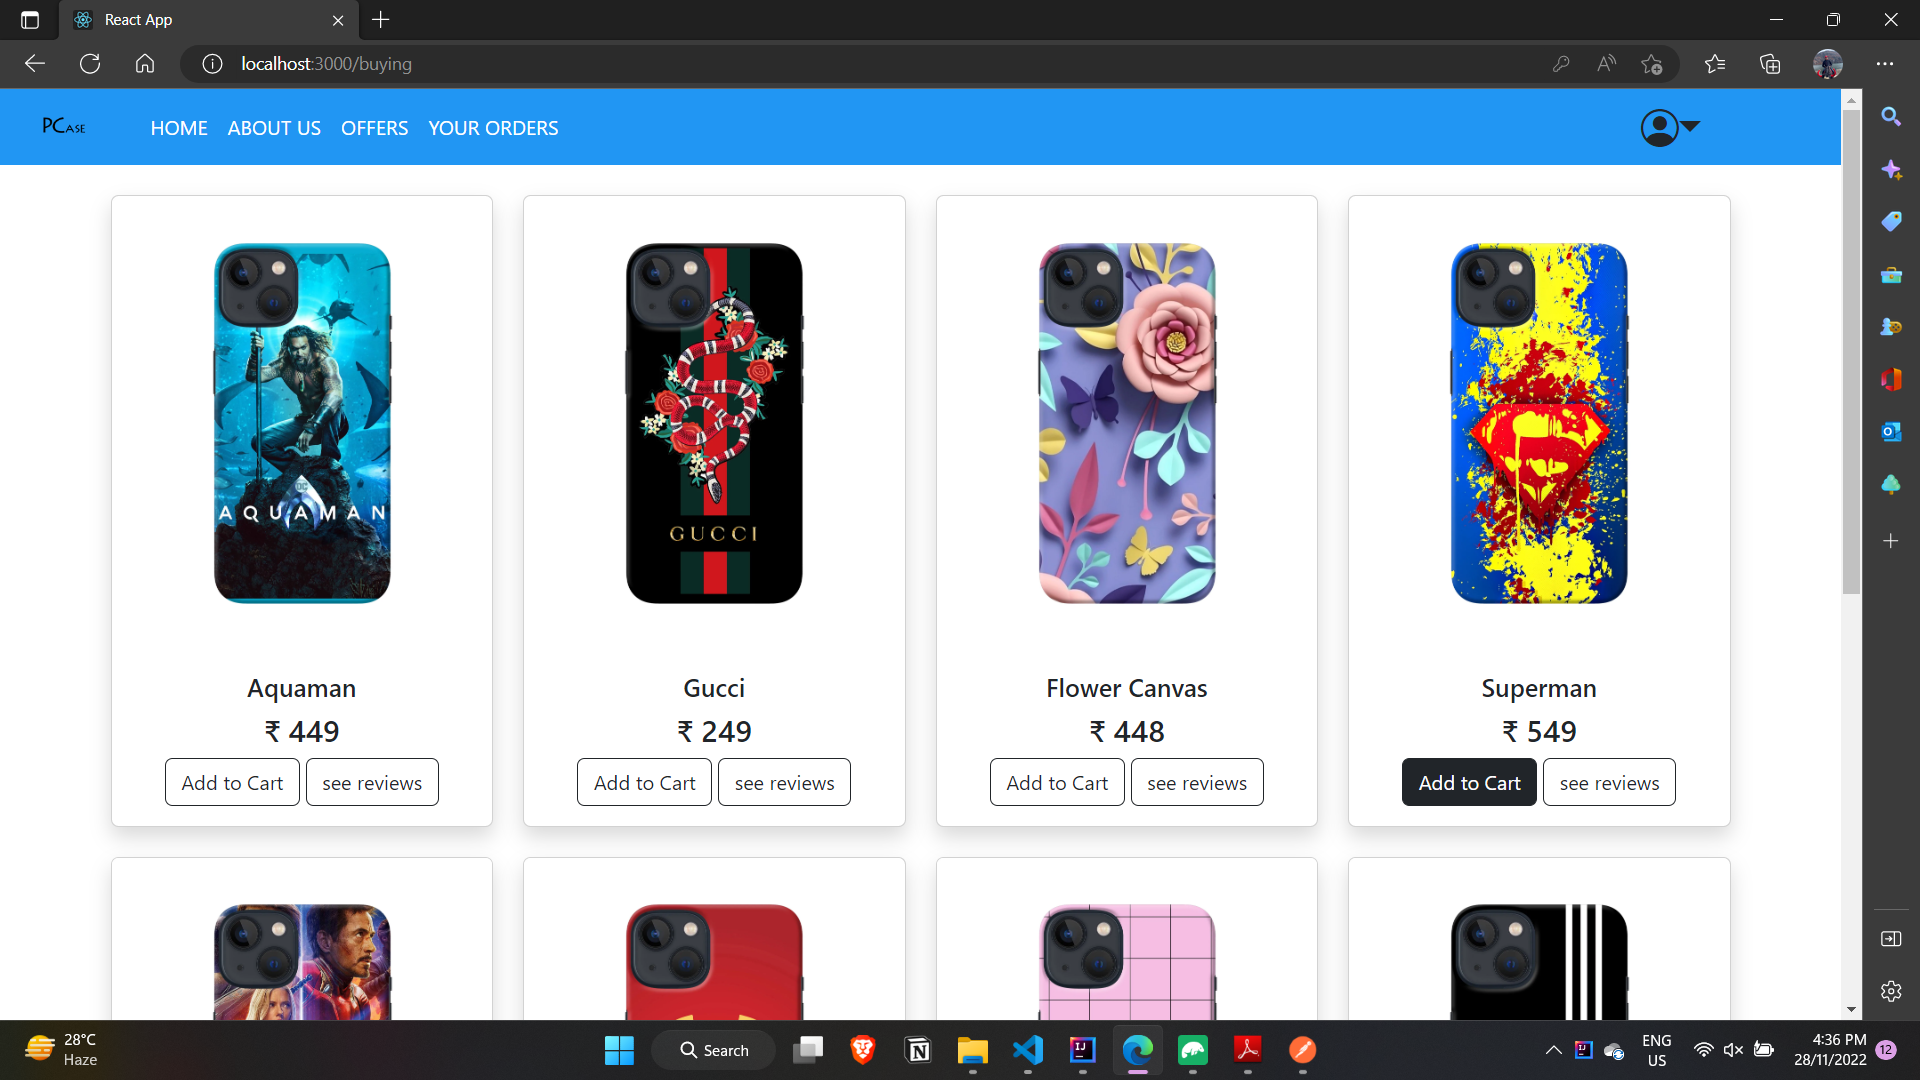 React App
localhost:3000/buying
PCASE
HOME ABOUT US OFFERS YOUR ORDERS
AQUAMAN
GUCCI
Aquaman
₹ 449
Add to Cart see reviews
Gucci
₹ 249
Add to Cart see reviews
Flower Canvas
₹ 448
Add to Cart see reviews
Superman
₹ 549
Add to Cart see reviews
28°C
Haze
Search
ENG
US
4:36 PM
28/11/2022
12